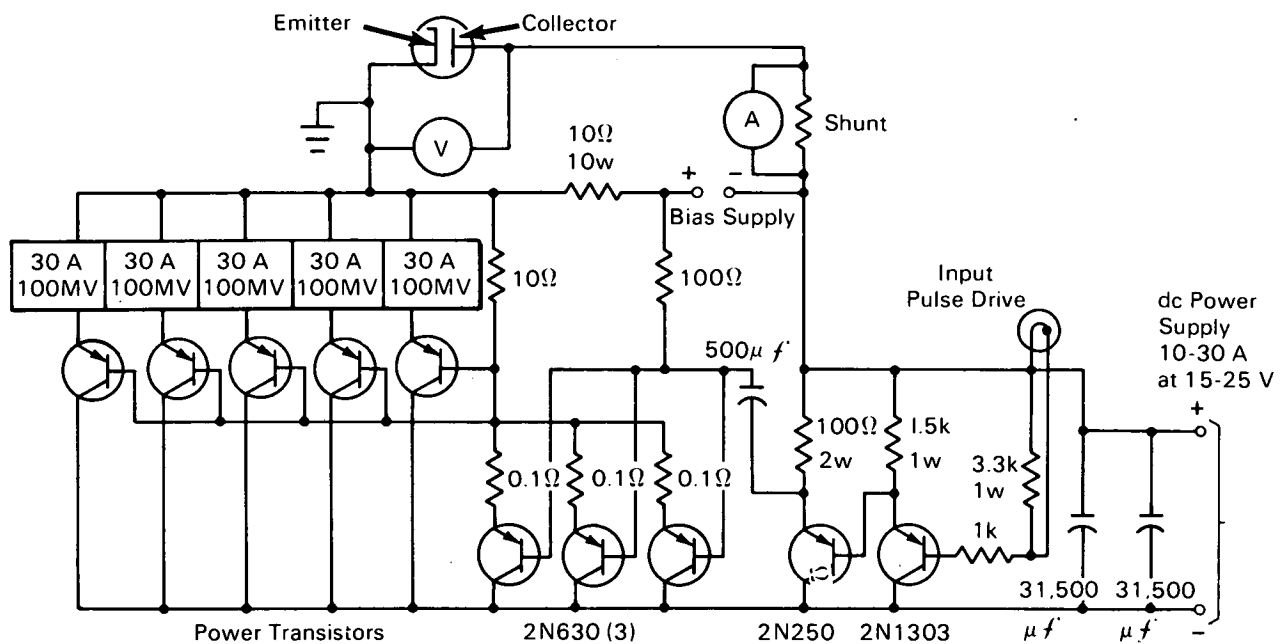 Emitter
Collector
A
Shunt
V
10Ω
10w
+
-
Bias Supply
30 A
100MV
30 A
100MV
30 A
100MV
30 A
100MV
30 A
100MV
10Ω
100Ω
Input
Pulse Drive
dc Power
Supply
10-30 A
at 15-25 V
+
500μf
100Ω
2w
1.5k
1w
3.3k
1w
0.1Ω
0.1Ω
0.1Ω
1k
31,500
μf
31,500
μf
-
Power Transistors
2N630 (3)
2N250
2N1303